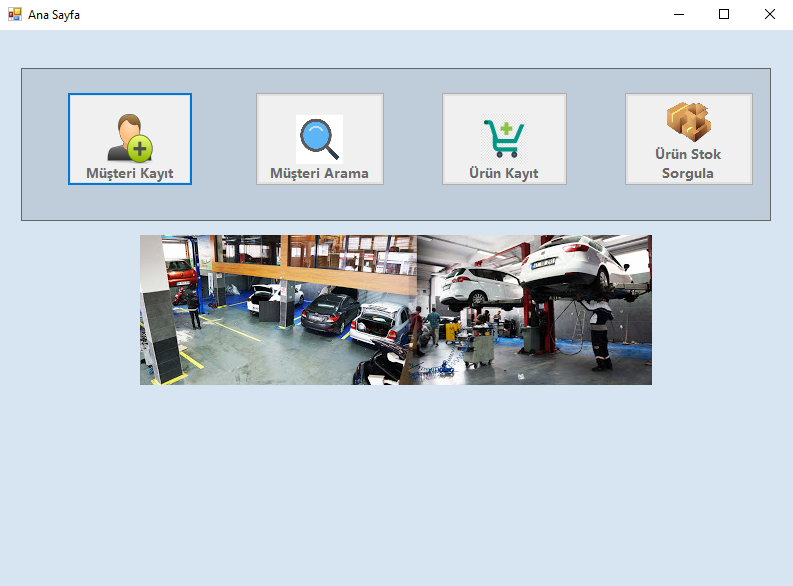 Ana Sayfa
Müşteri Kayıt
Müşteri Arama
Ürün Kayıt
Ürün Stok
Sorgula